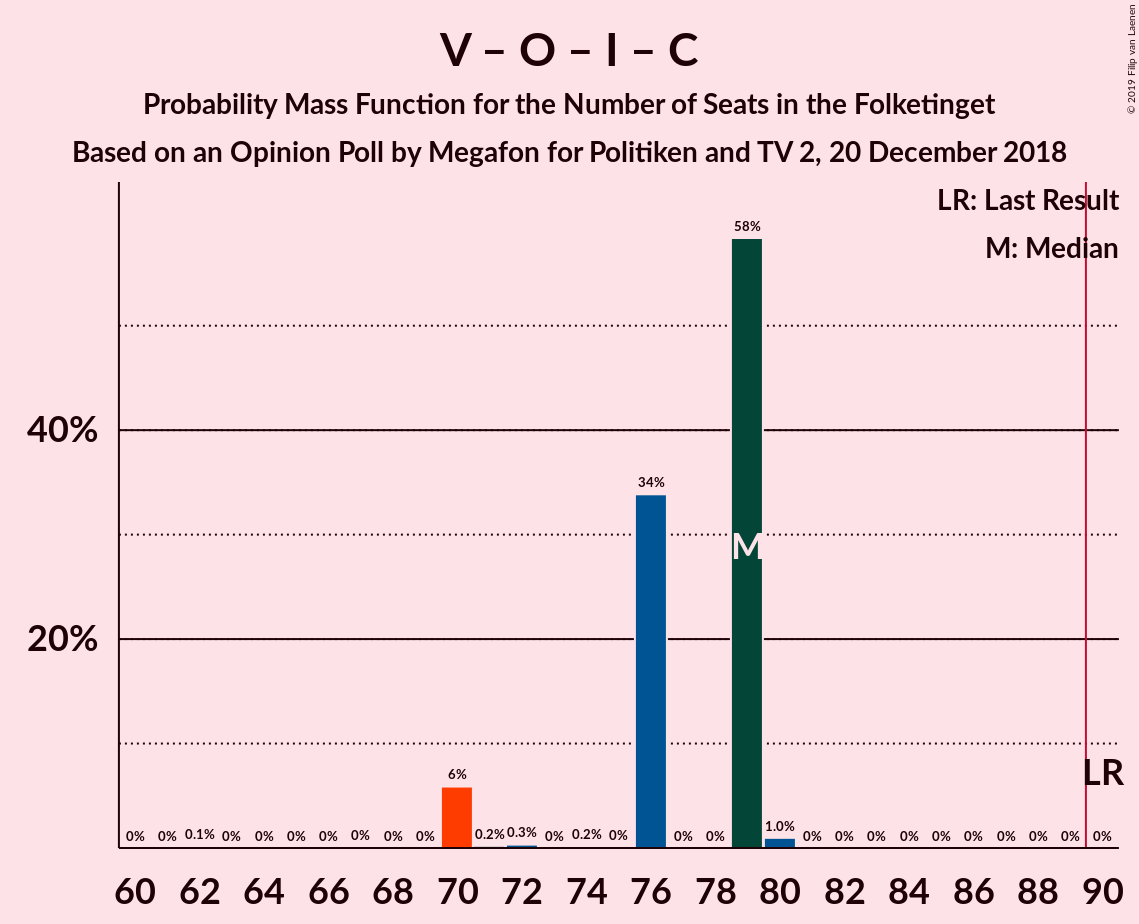 V – O – I – C
Probability Mass Function for the Number of Seats in the Folketinget
Based on an Opinion Poll by Megafon for Politiken and TV 2, 20 December 2018
© 2019 Filip van Laenen
LR: Last Result
M: Median
58%
40%
34%
M
20%
LR
6%
0% 0% 0.1% 0% 0% 0% 0% 0% 0% 0% 0.2% 0.3% 0% 0.2% 0% 0% 0% 1.0% 0% 0% 0% 0% 0% 0% 0% 0% 0% 0%
60 62 64 66 68 70 72 74 76 78 80 82 84 86 88 90